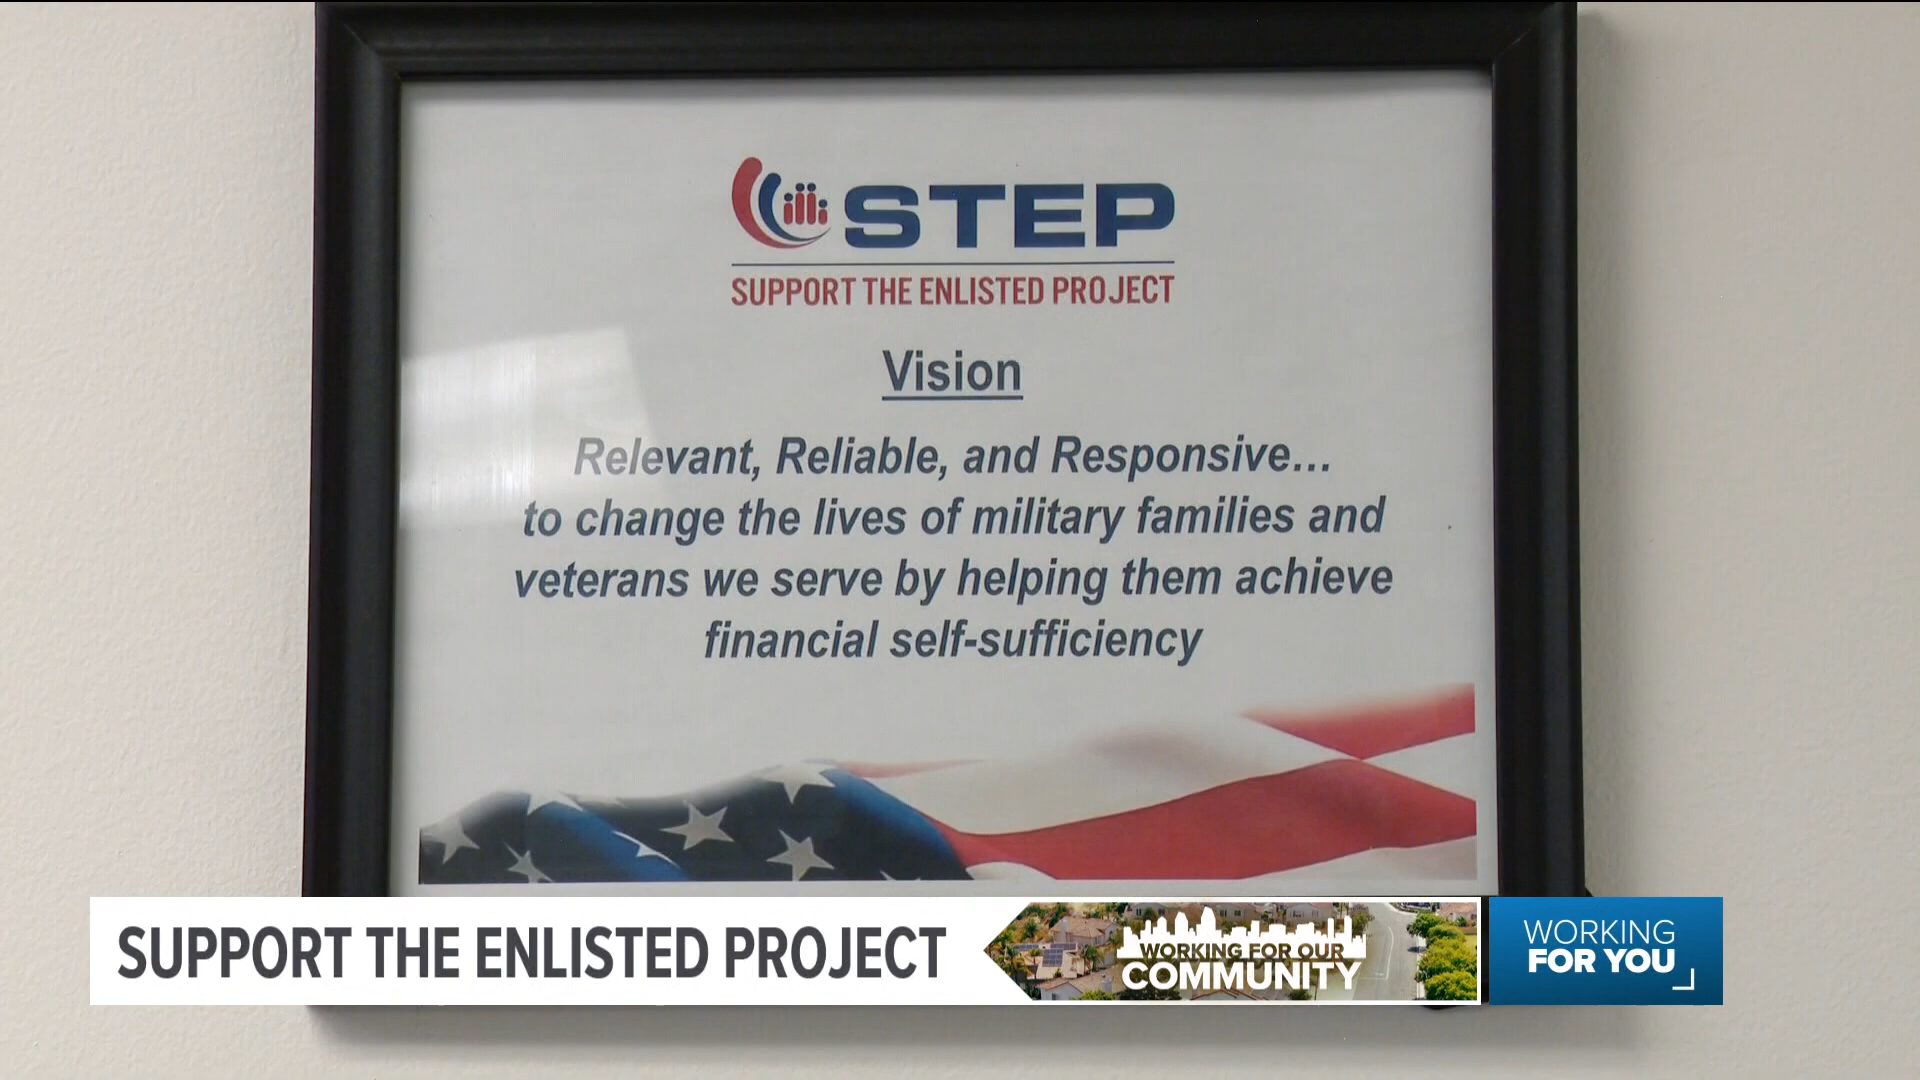 STEP
SUPPORT THE ENLISTED PROJECT
Vision
Relevant, Reliable, and Responsive...
to change the lives of military families and
veterans we serve by helping them achieve
financial self-sufficiency
SUPPORT THE ENLISTED PROJECT
WORKING FOR OUR
COMMUNITY
WORKING
FOR YOU